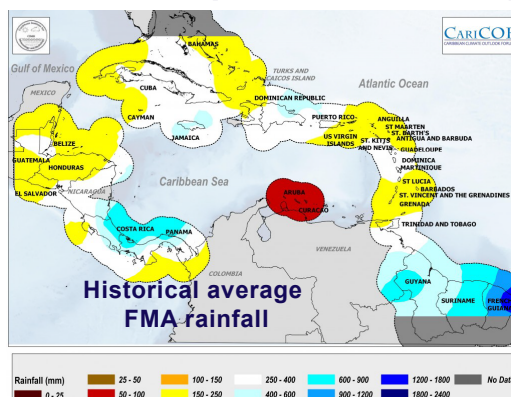 CARICOF
CARIBBEAN CLIMATE OUTLOOK FORUM
Gulf of Mexico
BAHAMAS
MEXICO
CUBA
TURKS AND
CAICOS ISLAND
Atlantic Ocean
CAYMAN
DOMINICAN REPUBLIC
JAMAICA
PUERTO RICO
ANGUILLA
ST MAARTEN
ST. BARTH'S
US VIRGIN
ISLANDS
ST. KITTS
AND NEVIS
ANTIGUA AND BARBUDA
GUADELOUPE
BELIZE
DOMINICA
MARTINIQUE
GUATEMALA
HONDURAS
Caribbean Sea
ST LUCIA
BARBADOS
EL SALVADOR
NICARAGUA
ARUBA
CURACAO
ST. VINCENT AND THE GRENADINES
GRENADA
TRINIDAD AND TOBAGO
COSTA RICA
PANAMA
VENEZUELA
COLOMBIA
GUYANA
SURINAME
FRENCH
GUIANA
Historical average
FMA rainfall
Rainfall (mm)
25 - 50
100 - 150
250 - 400
600 - 900
1200 - 1800
No Data
0 - 25
50 - 100
150 - 250
400 - 600
900 - 1200
1800 - 2400